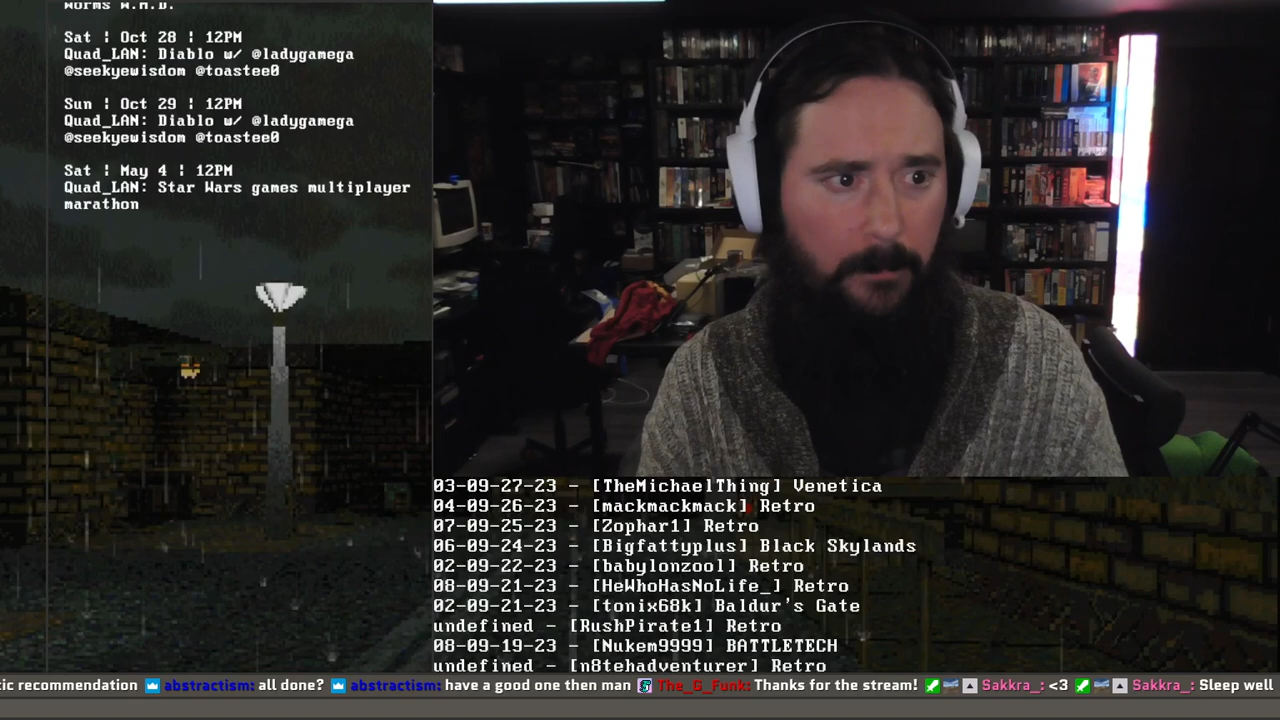 Worms W.M.D.
Sat | Oct 28 | 12PM
Quad_LAN: Diablo w/ @ladygamega
@seekyewisdom @toastee0
Sun | Oct 29 | 12PM
Quad_LAN: Diablo w/ @ladygamega
@seekyewisdom @toastee0
Sat | May 4 | 12PM
Quad_LAN: Star Wars games multiplayer
marathon
03-09-27-23 - [TheMichaelThing] Venetica
04-09-26-23 - [mackmackmack] Retro
07-09-25-23 - [Zophar1] Retro
06-09-24-23 - [Bigfattyplus] Black Skylands
02-09-22-23 - [babylonzool] Retro
08-09-21-23 - [HeWhoHasNoLife_] Retro
02-09-21-23 - [tonix68k] Baldur's Gate
undefined - [RushPirate1] Retro
08-09-19-23 - [Nukem9999] BATTLETECH
undefined - [n8tehadventurer] Retro
tic recommendation abstractism: all done? abstractism: have a good one then man The_G_Funk: Thanks for the stream! Sakkra_: <3 Sakkra_: Sleep well